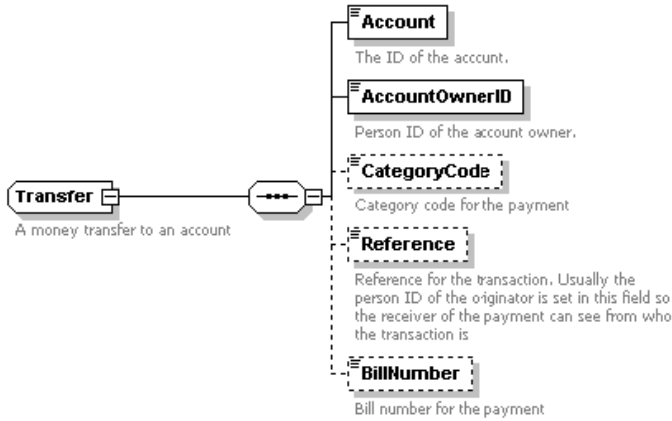 Account
The ID of the account.
AccountOwnerID
Person ID of the account owner.
CategoryCode
Category code for the payment
Transfer
A money transfer to an account
Reference
Reference for the transaction. Usually the
person ID of the originator is set in this field so
the receiver of the payment can see from who
the transaction is
BillNumber
Bill number for the payment